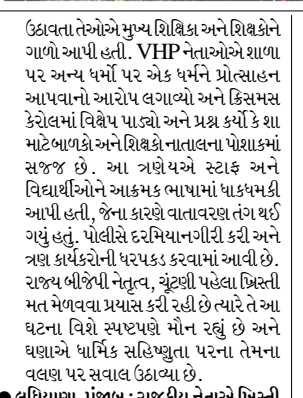 ઉઠાવતા તેઓએ મુખ્ય શિક્ષિકા અને શિક્ષકોને
ગાળો આપી હતી. VHP નેતાઓએ શાળા
પર અન્ય ધર્મો પર એક ધર્મને પ્રોત્સાહન
આપવાનો આરોપ લગાવ્યો અને ક્રિસમસ
કેરોલમાં વિક્ષેપ પાડ્યો અને પ્રશ્ન કર્યો કે શા
માટે બાળકો અને શિક્ષકો નાતાલના પોશાકમાં
સજ્જ છે. આ ત્રણેયએ સ્ટાફ અને
વિદ્યાર્થીઓને આક્રમક ભાષામાં ધાકધમકી
આપી હતી, જેના કારણે વાતાવરણ તંગ થઈ
ગયું હતું. પોલીસે દરમિયાનગીરી કરી અને
ત્રણ કાર્યકરોની ધરપકડ કરવામાં આવી છે.
રાજ્ય બીજેપી નેતૃત્વ, ચૂંટણી પહેલા ખ્રિસ્તી
મત મેળવવા પ્રયાસ કરી રહી છે ત્યારે તે આ
ઘટના વિશે સ્પષ્ટપણે મૌન રહ્યું છે અને
ઘણાએ ધાર્મિક સહિષ્ણુતા પરના તેમના
વલણ પર સવાલ ઉઠાવ્યા છે.
● લુધિયાણા, પંજાબ : રાજકીય નેતાએ ખ્રિસ્તી